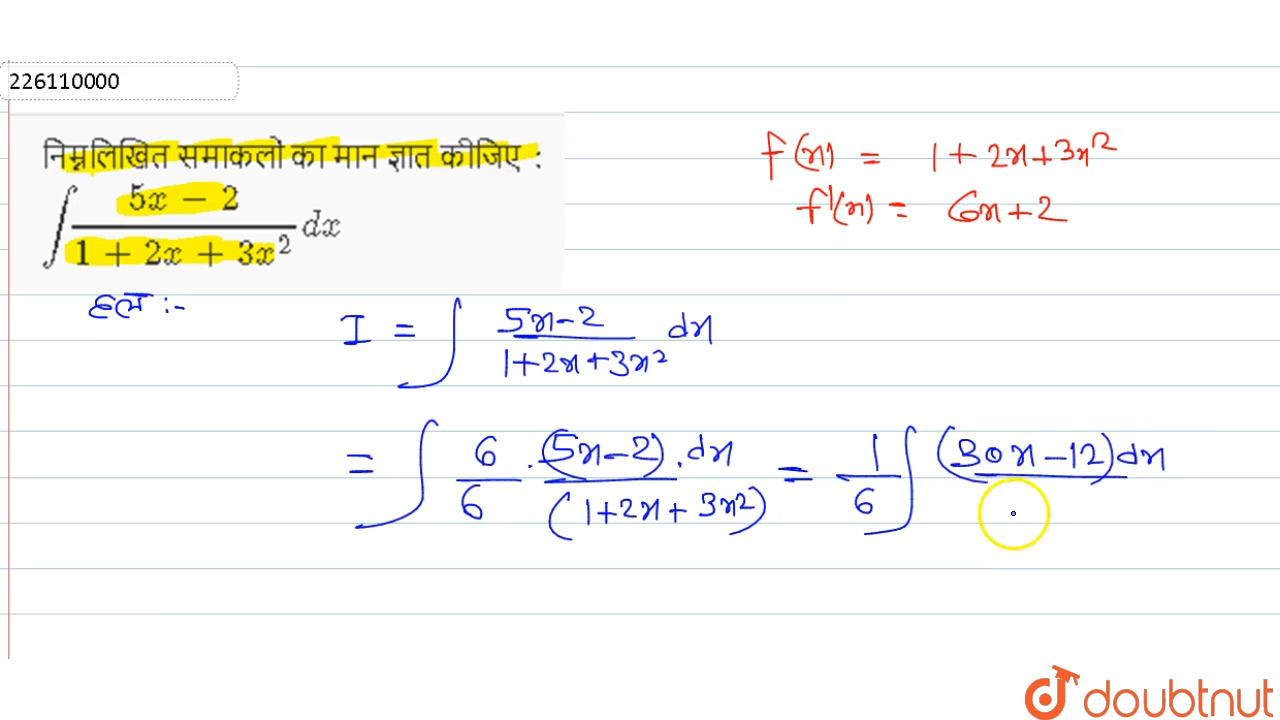 226110000
निम्नलिखित समाकलो का मान ज्ञात कीजिए :
∫ (5x − 2)/(1 + 2x + 3x²) dx
f(x) = 1+2x+3x²
f'(x) = 6x+2
हल :-
I = ∫ (5x-2)/(1+2x+3x²) dx
= ∫ 6/6 . (5x-2).dx/(1+2x+3x²) = 1/6 ∫ (30x-12)dx
doubtnut